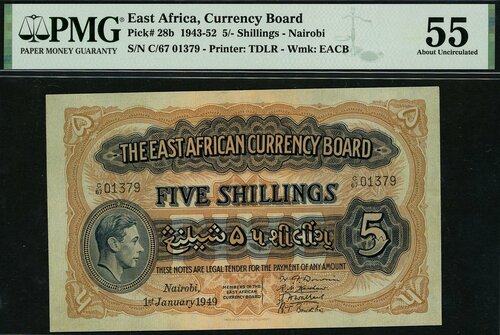 PMG
PAPER MONEY GUARANTY
East Africa, Currency Board
Pick# 28b 1943-52 5/- Shillings - Nairobi
S/N C/67 01379 - Printer: TDLR - Wmk: EACB
55
About Uncirculated
THE EAST AFRICAN CURRENCY BOARD
C/67 01379
C/67 01379
FIVE SHILLINGS
شيلينغ ۵ પાંચ શીલીંગ
5
THESE NOTES ARE LEGAL TENDER FOR THE PAYMENT OF ANY AMOUNT
Nairobi,
1st January 1949
MEMBERS OF THE
EAST AFRICAN
CURRENCY BOARD